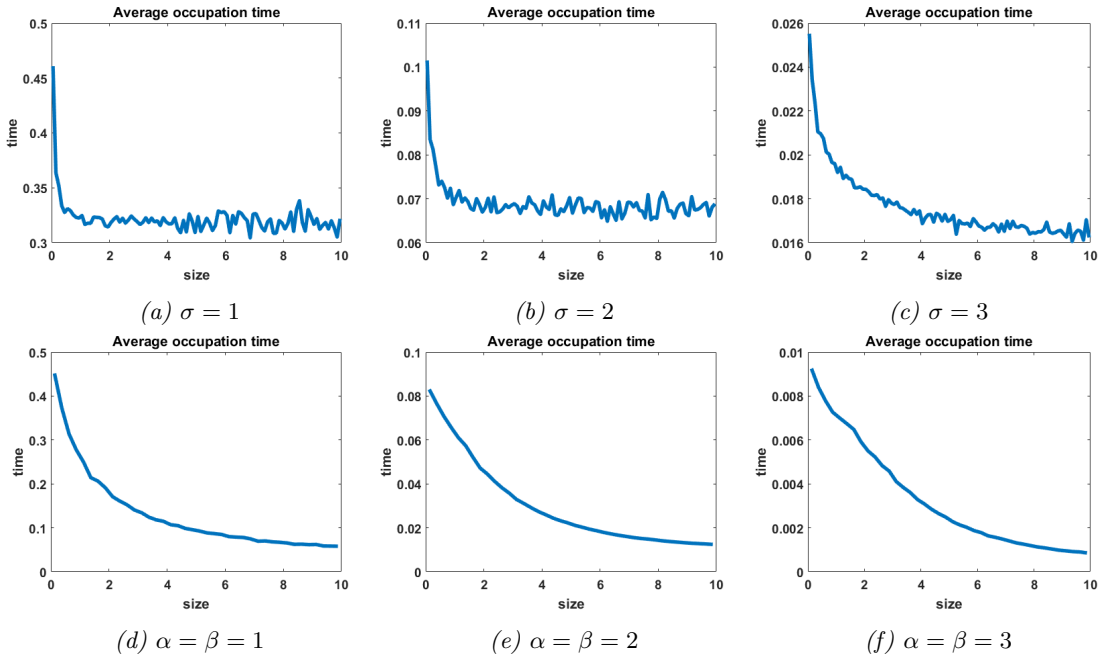 Average occupation time
0.5
0.45
0.4
0.35
0.3
time
0 2 4 6 8 10
size
(a) σ = 1
Average occupation time
0.11
0.1
0.09
0.08
0.07
0.06
time
0 2 4 6 8 10
size
(b) σ = 2
Average occupation time
0.026
0.024
0.022
0.02
0.018
0.016
time
0 2 4 6 8 10
size
(c) σ = 3
Average occupation time
0.5
0.4
0.3
0.2
0.1
0
time
0 2 4 6 8 10
size
(d) α = β = 1
Average occupation time
0.1
0.08
0.06
0.04
0.02
0
time
0 2 4 6 8 10
size
(e) α = β = 2
Average occupation time
0.01
0.008
0.006
0.004
0.002
0
time
0 2 4 6 8 10
size
(f) α = β = 3